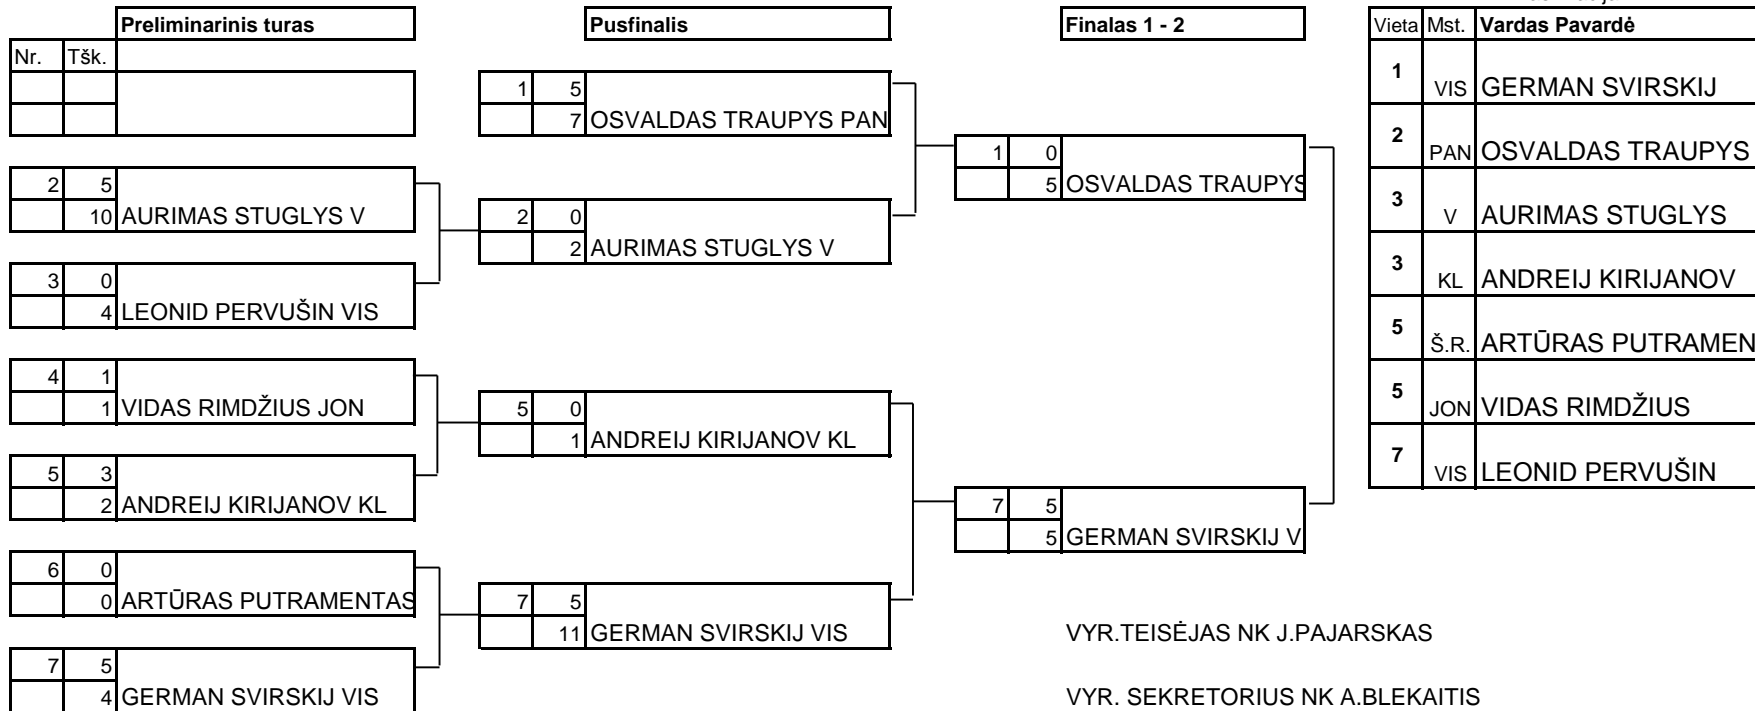 Preliminarinis turas
Pusfinalis
Finalas 1 - 2
Nr. Tšk.
2 5
10 AURIMAS STUGLYS V
3 0
4 LEONID PERVUŠIN VIS
4 1
1 VIDAS RIMDŽIUS JON
5 3
2 ANDREIJ KIRIJANOV KL
6 0
0 ARTŪRAS PUTRAMENTAS
7 5
4 GERMAN SVIRSKIJ VIS
1 5
7 OSVALDAS TRAUPYS PAN
2 0
2 AURIMAS STUGLYS V
5 0
1 ANDREIJ KIRIJANOV KL
7 5
11 GERMAN SVIRSKIJ VIS
1 0
5 OSVALDAS TRAUPYS
7 5
5 GERMAN SVIRSKIJ V
VYR.TEISĖJAS NK J.PAJARSKAS
VYR. SEKRETORIUS NK A.BLEKAITIS
Vieta Mst. Vardas Pavardė
1 VIS GERMAN SVIRSKIJ
2 PAN OSVALDAS TRAUPYS
3 V AURIMAS STUGLYS
3 KL ANDREIJ KIRIJANOV
5 Š.R. ARTŪRAS PUTRAMEN
5 JON VIDAS RIMDŽIUS
7 VIS LEONID PERVUŠIN